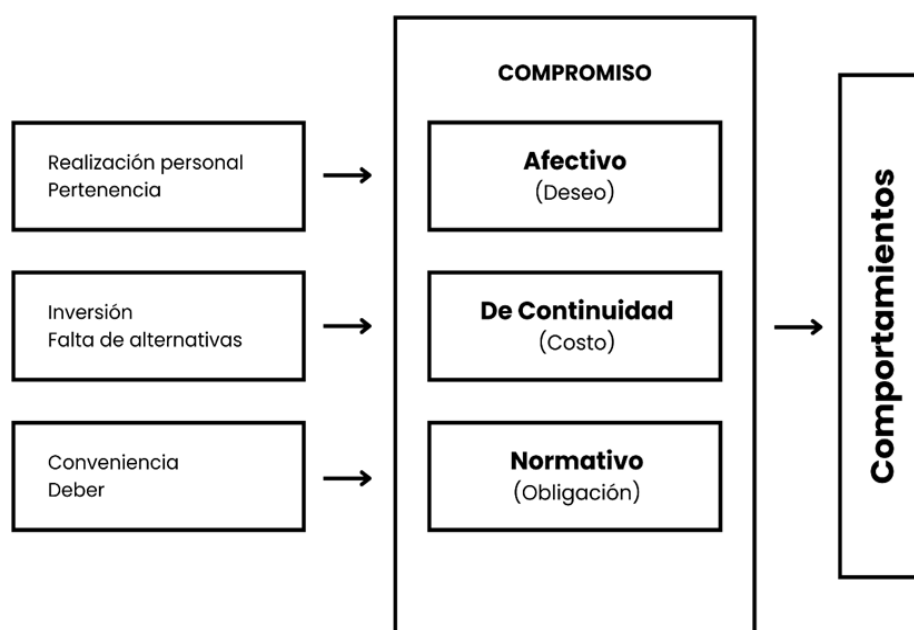 COMPROMISO
Realización personal
Pertenencia
Afectivo
(Deseo)
Inversión
Falta de alternativas
De Continuidad
(Costo)
Conveniencia
Deber
Normativo
(Obligación)
Comportamientos